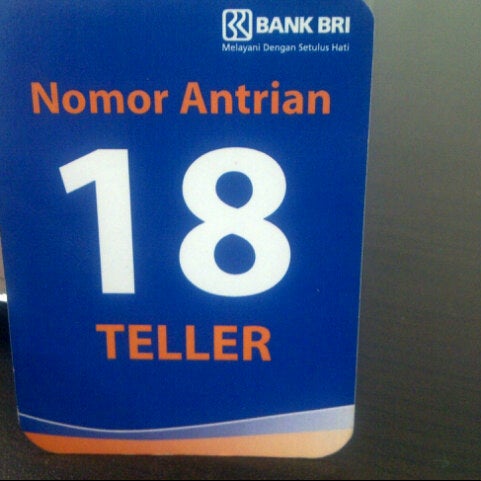 BANK BRI
Melayani Dengan Setulus Hati
Nomor Antrian
18
TELLER